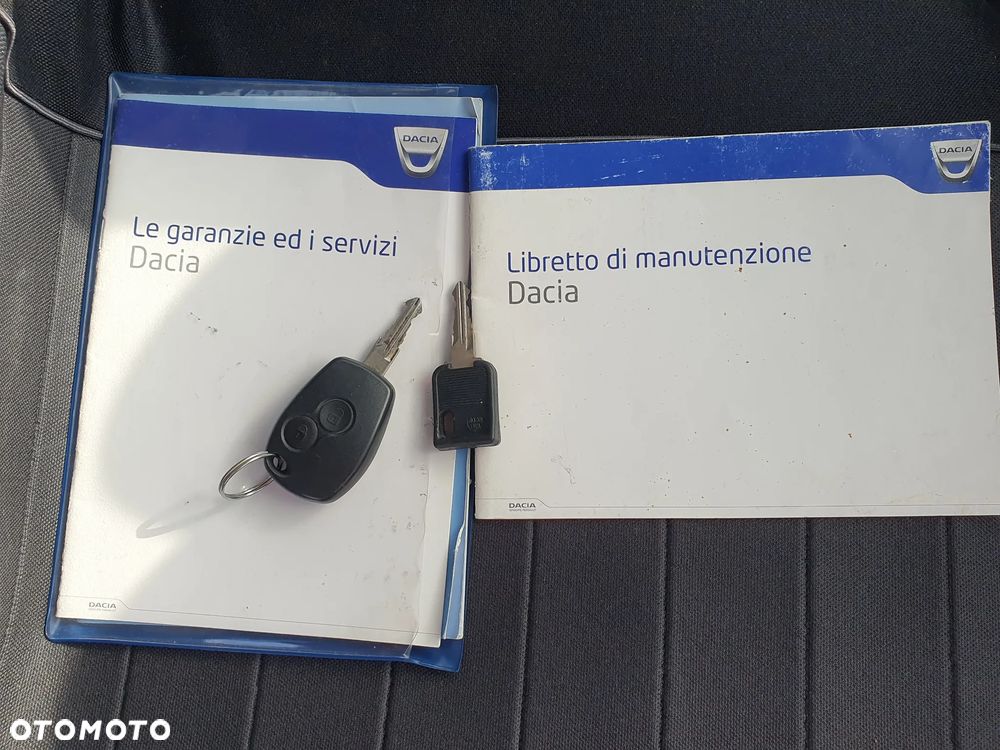 DACIA
Le garanzie ed i servizi
Dacia
DACIA
DACIA
Libretto di manutenzione
Dacia
DACIA
OTOMOTO